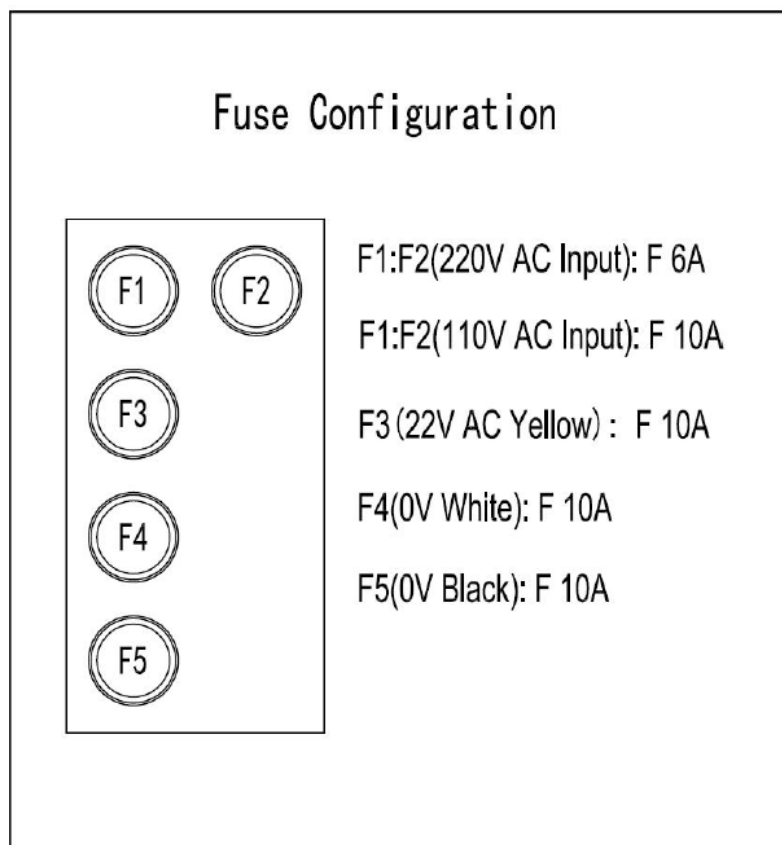 Fuse Configuration
F1 F2
F1:F2(220V AC Input): F 6A
F1:F2(110V AC Input): F 10A
F3
F3(22V AC Yellow): F 10A
F4
F4(0V White): F 10A
F5
F5(0V Black): F 10A